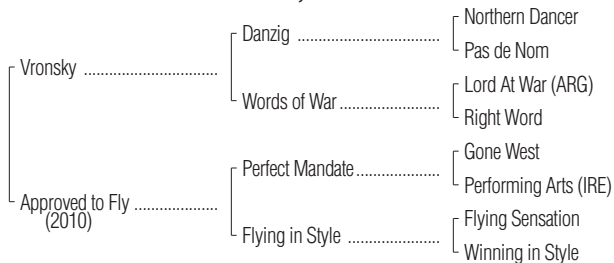 Northern Dancer
Danzig ..................................
Pas de Nom
Vronsky ................................
Lord At War (ARG)
Words of War ........................
Right Word
Gone West
Perfect Mandate ....................
Performing Arts (IRE)
Approved to Fly ....................
(2010)
Flying Sensation
Flying in Style ......................
Winning in Style